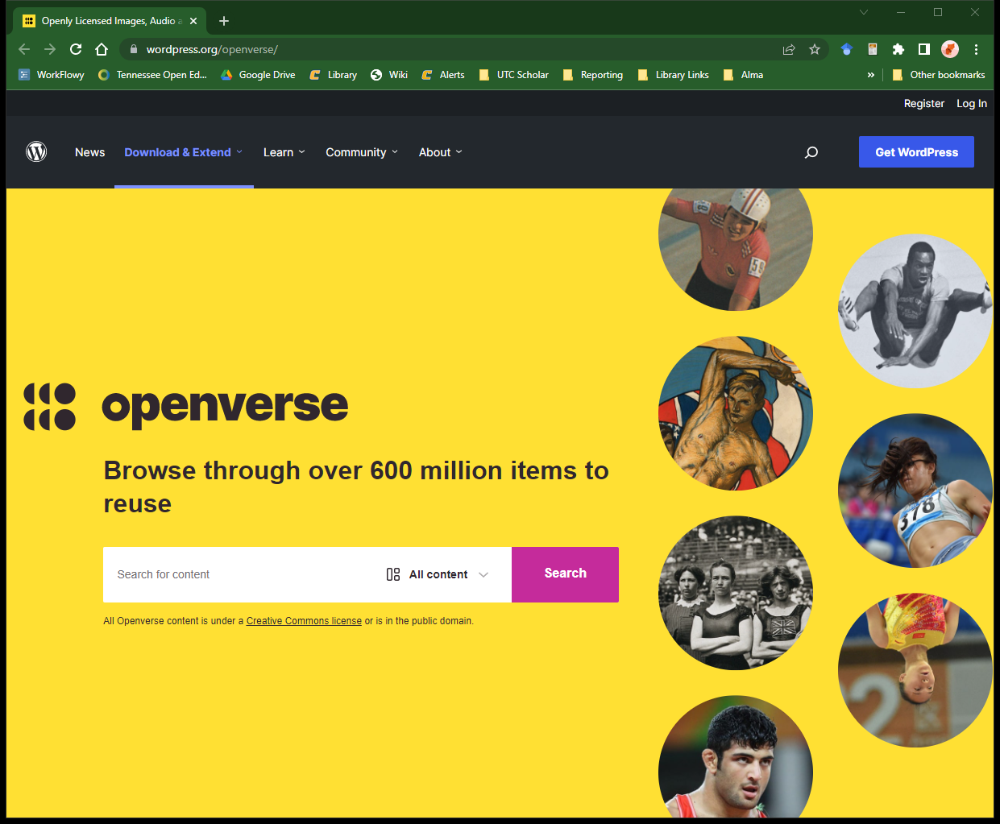 Openly Licensed Images, Audio a
wordpress.org/openverse/
WorkFlowy Tennessee Open Ed... Google Drive Library Wiki Alerts UTC Scholar Reporting Library Links Alma » Other bookmarks
Register Log In
News Download & Extend Learn Community About Get WordPress
openverse
Browse through over 600 million items to
reuse
Search for content All content Search
All Openverse content is under a Creative Commons license or is in the public domain.
378
2